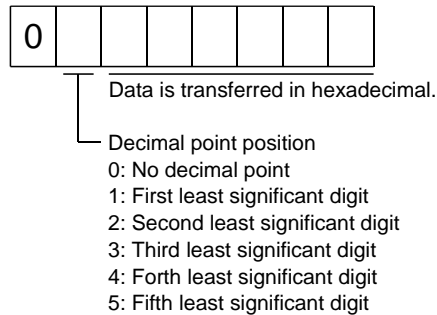 0
Data is transferred in hexadecimal.
Decimal point position
0: No decimal point
1: First least significant digit
2: Second least significant digit
3: Third least significant digit
4: Forth least significant digit
5: Fifth least significant digit